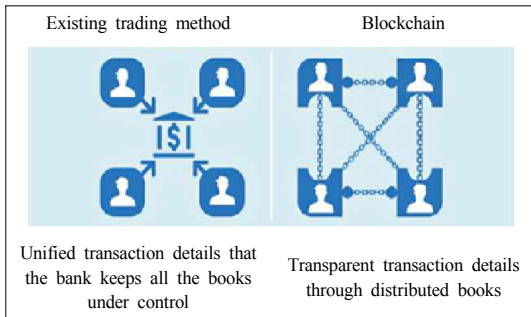 Existing trading method
Blockchain
$
Unified transaction details that
the bank keeps all the books
under control
Transparent transaction details
through distributed books